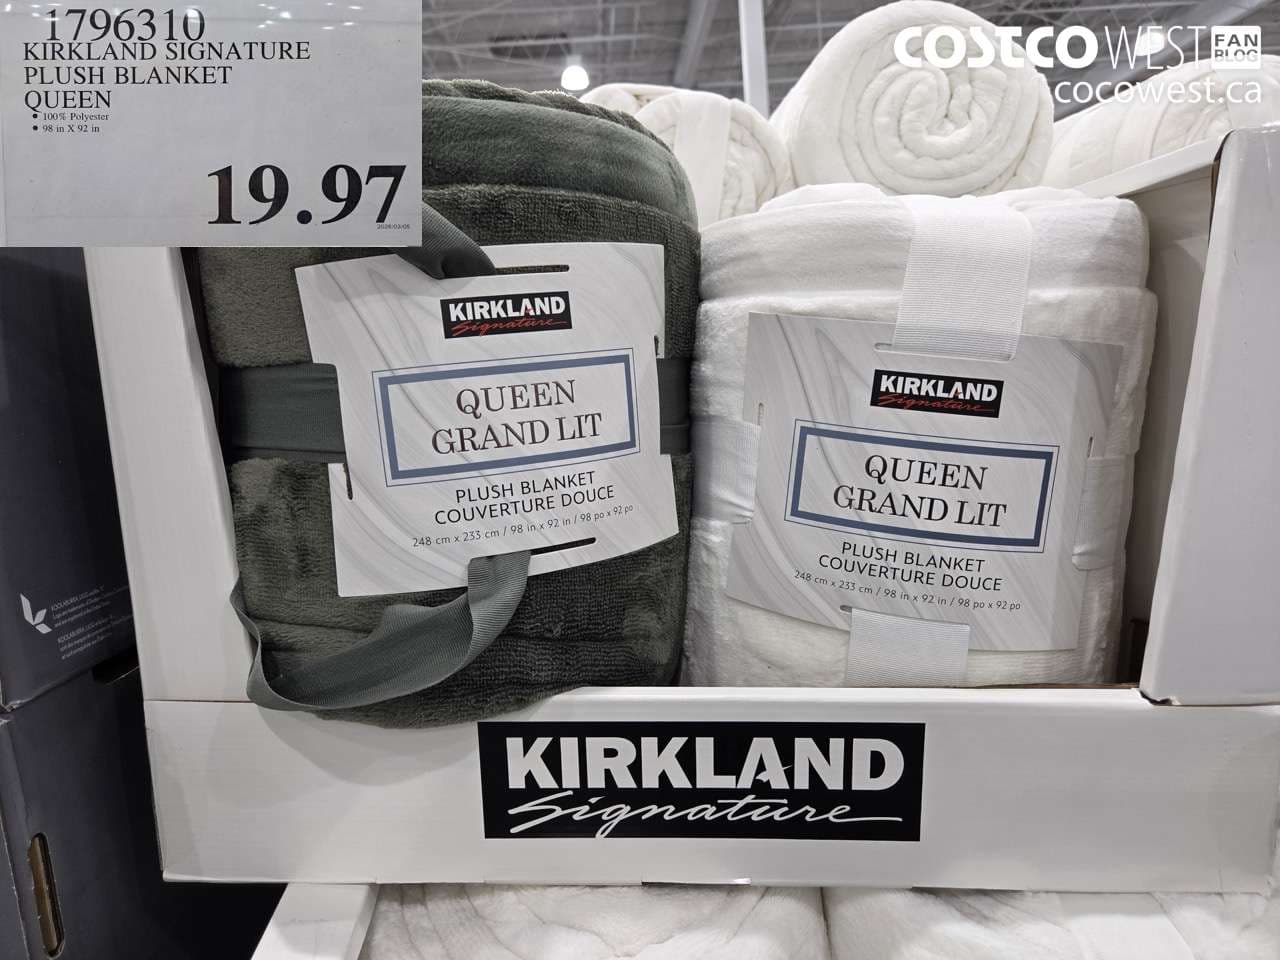 1796310
KIRKLAND SIGNATURE
PLUSH BLANKET
QUEEN
• 100% Polyester
• 98 in X 92 in
19.97
COSTCO WEST FAN BLOG
cocowest.ca
KIRKLAND
Signature
QUEEN
GRAND LIT
PLUSH BLANKET
COUVERTURE DOUCE
248 cm x 233 cm / 98 in x 92 in / 98 po x 92 po
KIRKLAND
Signature
QUEEN
GRAND LIT
PLUSH BLANKET
COUVERTURE DOUCE
248 cm x 233 cm / 98 in x 92 in / 98 po x 92 po
KIRKLAND
Signature